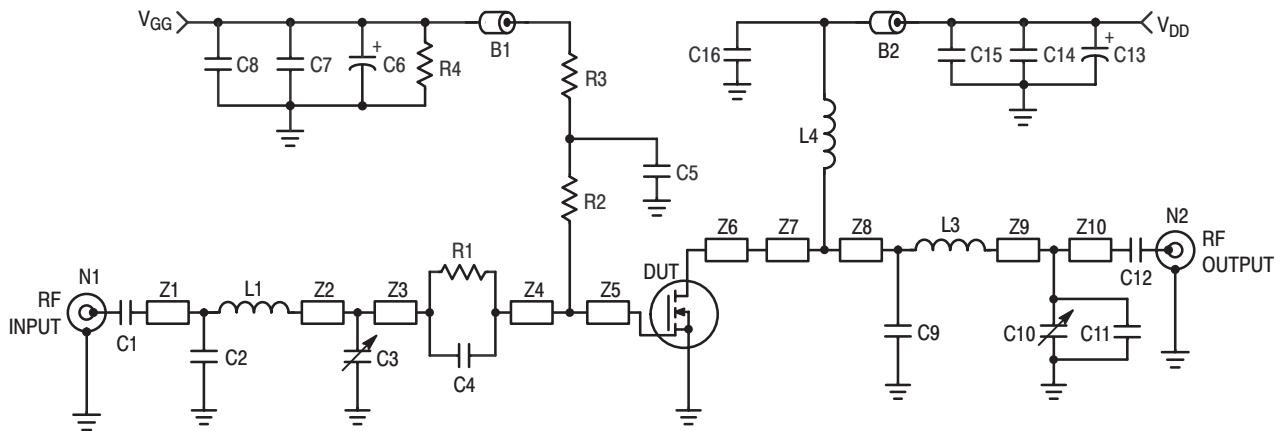 VGG
C8
C7
C6
+
R4
B1
R3
C5
R2
C16
B2
C15
C14
C13
+
VDD
L4
N1
RF
INPUT
C1
Z1
L1
C2
Z2
C3
Z3
R1
C4
Z4
Z5
DUT
Z6
Z7
Z8
L3
C9
Z9
Z10
C10
C11
C12
N2
RF
OUTPUT